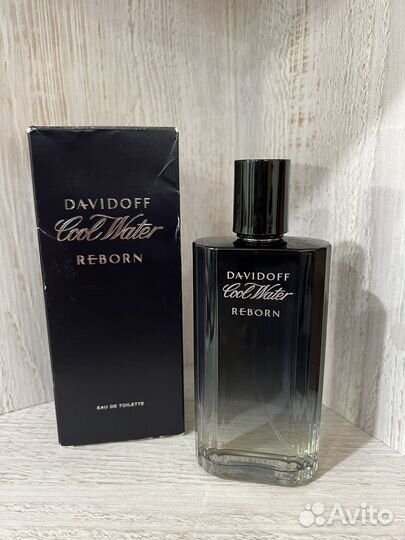 DAVIDOFF
Cool Water
REBORN
EAU DE TOILETTE
DAVIDOFF
Cool Water
REBORN
EAU DE TOILETTE
Avito